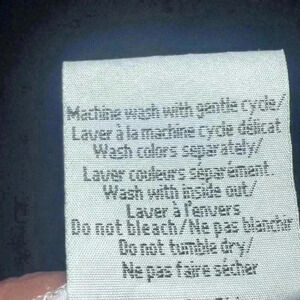 Machine wash with gentle cycle/
Laver à la machine cycle délicat
Wash colors separately/
Laver couleurs séparément.
Wash with inside out/
Laver à l'envers
Do not bleach/Ne pas blanchir
Do not tumble dry/
Ne pas faire sécher